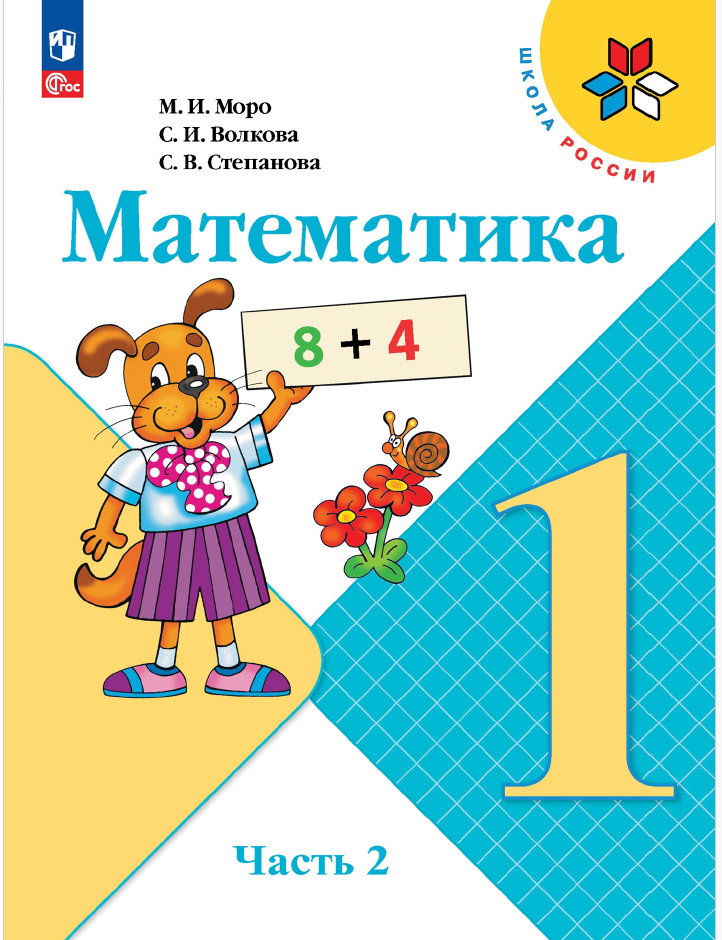 ФГОС
М. И. Моро
С. И. Волкова
С. В. Степанова
ШКОЛА РОССИИ
Математика
8 + 4
1
Часть 2